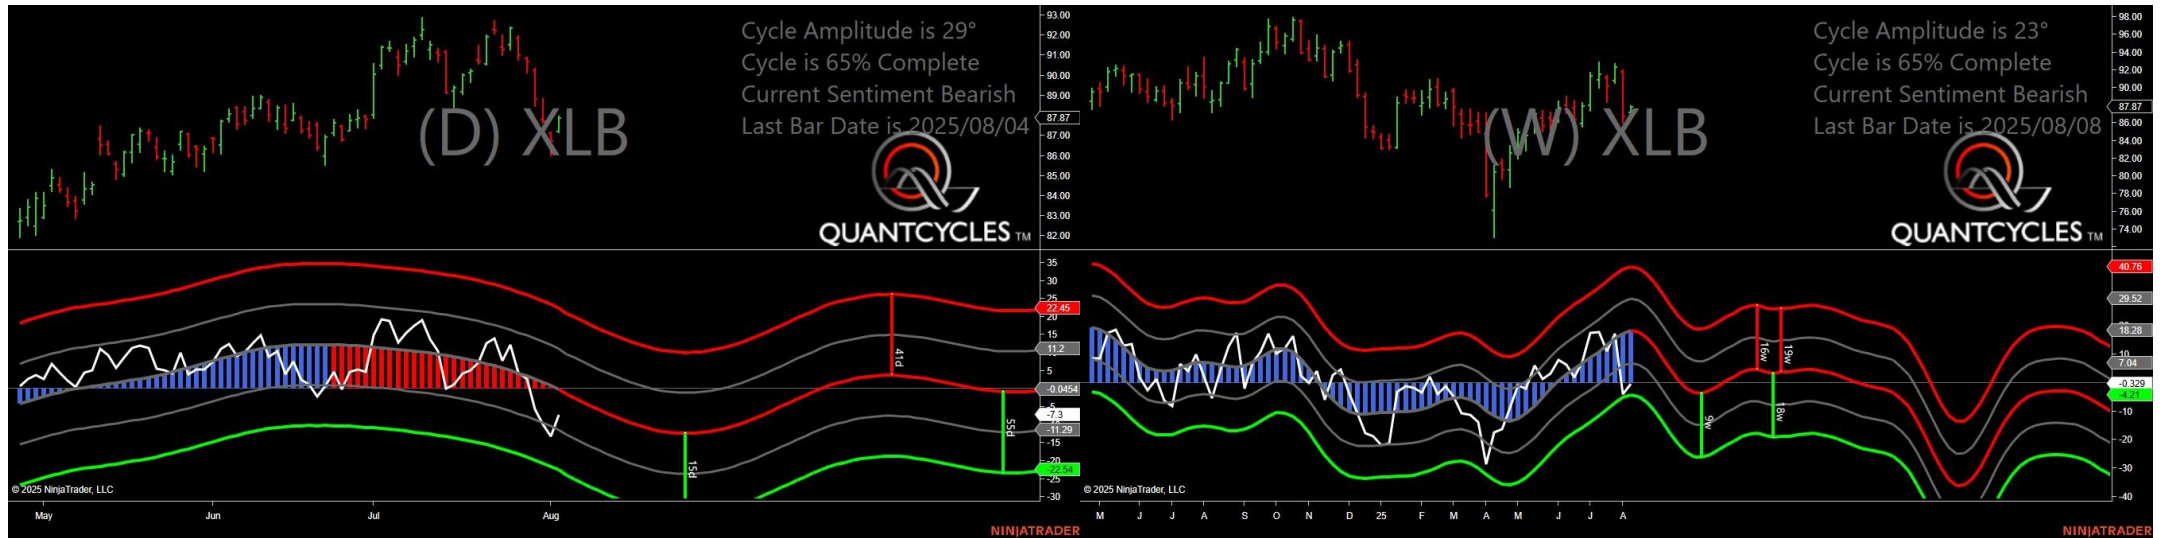 Cycle Amplitude is 29°
Cycle is 65% Complete
Current Sentiment Bearish
Last Bar Date is 2025/08/04
(D) XLB
QUANTCYCLES TM
93.00
92.00
91.00
90.00
89.00
88.00
87.87
87.00
86.00
85.00
84.00
83.00
82.00
35
30
25
22.45
20
15
11.2
5
-0.0454
-5
-7.3
-11.29
-15
-20
-22.54
-25
-30
41d
15d
55d
© 2025 NinjaTrader, LLC
May Jun Jul Aug
NINJATRADER
Cycle Amplitude is 23°
Cycle is 65% Complete
Current Sentiment Bearish
Last Bar Date is 2025/08/08
(W) XLB
QUANTCYCLES TM
98.00
96.00
94.00
92.00
90.00
87.87
86.00
84.00
82.00
80.00
78.00
76.00
74.00
40.76
29.52
18.28
10
7.04
-0.329
-4.21
-10
-20
-30
-40
16w
19w
9w
18w
© 2025 NinjaTrader, LLC
M J J A S O N D 25 F M A M J J A
NINJATRADER